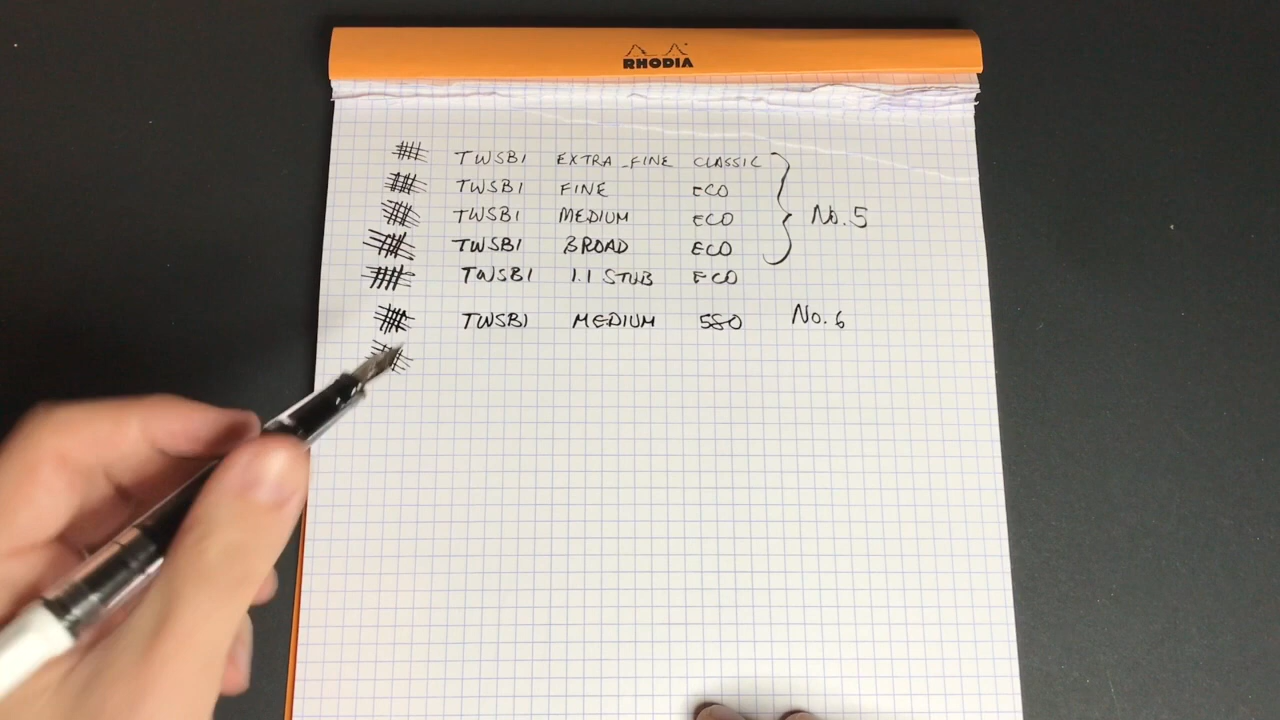 RHODIA
TWSBI EXTRA FINE CLASSIC
TWSBI FINE ECO
TWSBI MEDIUM ECO No.5
TWSBI BROAD ECO
TWSBI 1.1 STUB ECO
TWSBI MEDIUM 580 No.6